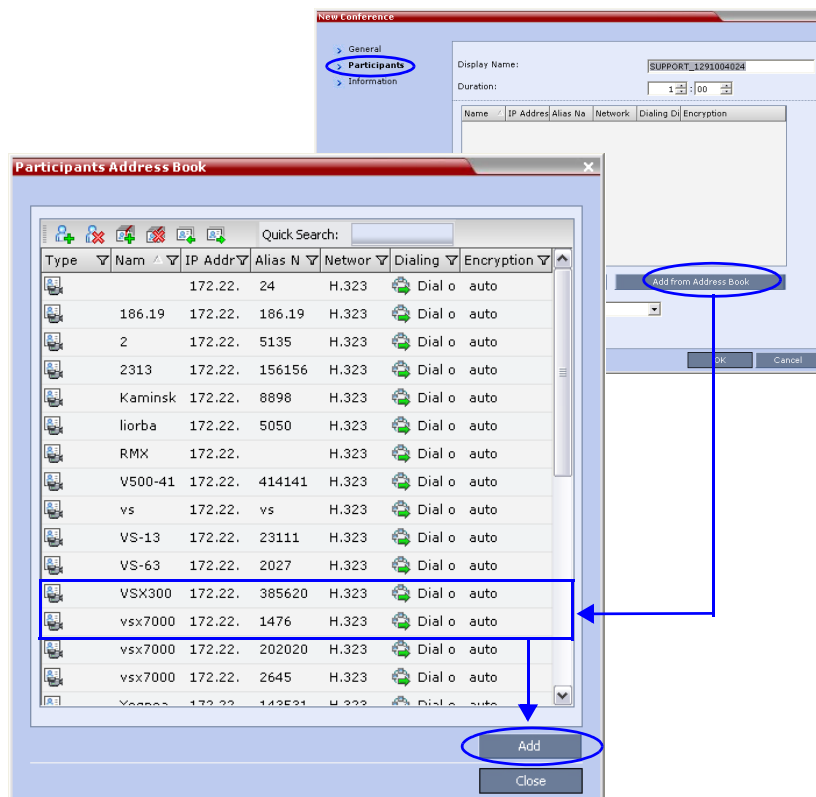 New Conference
General
Participants
Information
Display Name:
SUPPORT_1291004024
Duration:
1 : 00
Name IP Addres Alias Na Network Dialing Di Encryption
Add from Address Book
OK Cancel
Participants Address Book
Quick Search:
Type Nam IP Addr Alias N Networ Dialing Encryption
172.22. 24 H.323 Dial o auto
186.19 172.22. 186.19 H.323 Dial o auto
2 172.22. 5135 H.323 Dial o auto
2313 172.22. 156156 H.323 Dial o auto
Kaminsk 172.22. 8898 H.323 Dial o auto
liorba 172.22. 5050 H.323 Dial o auto
RMX 172.22. H.323 Dial o auto
V500-41 172.22. 414141 H.323 Dial o auto
vs 172.22. vs H.323 Dial o auto
VS-13 172.22. 23111 H.323 Dial o auto
VS-63 172.22. 2027 H.323 Dial o auto
VSX300 172.22. 385620 H.323 Dial o auto
vsx7000 172.22. 1476 H.323 Dial o auto
vsx7000 172.22. 202020 H.323 Dial o auto
vsx7000 172.22. 2645 H.323 Dial o auto
172.22 H.323 Dial o auto
Add
Close